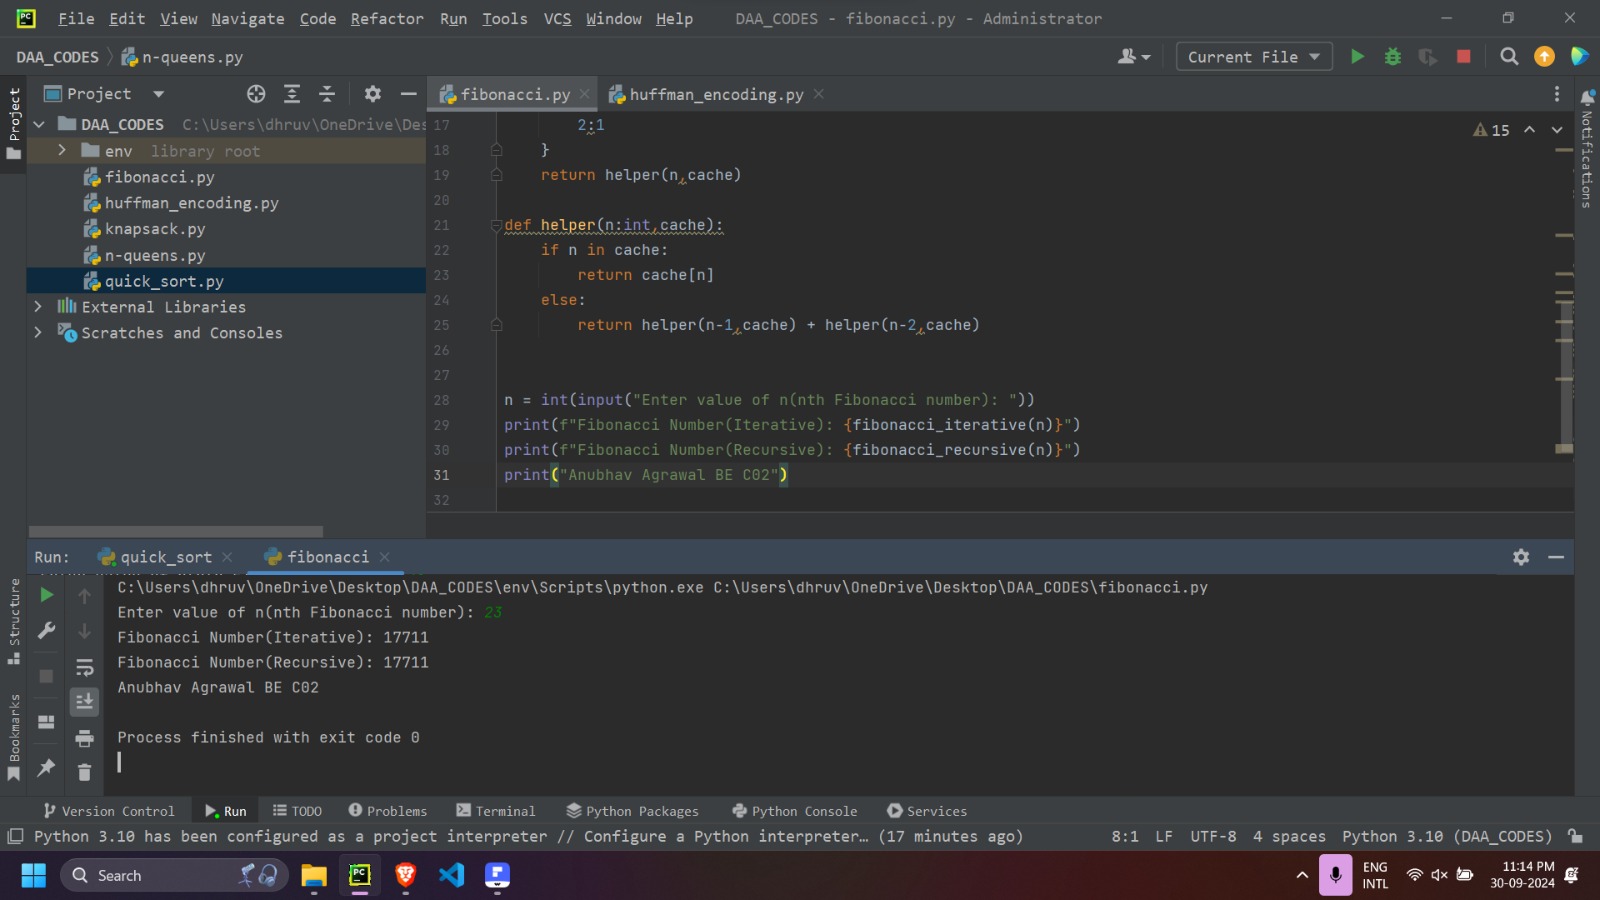 File Edit View Navigate Code Refactor Run Tools VCS Window Help DAA_CODES - fibonacci.py - Administrator
DAA_CODES n-queens.py Current File
Project fibonacci.py huffman_encoding.py
Project
DAA_CODES C:\Users\dhruv\OneDrive\Des
env library root
fibonacci.py
huffman_encoding.py
knapsack.py
n-queens.py
quick_sort.py
External Libraries
Scratches and Consoles
15
Notifications
17 2:1
18 }
19 return helper(n,cache)
20
21 def helper(n:int,cache):
22 if n in cache:
23 return cache[n]
24 else:
25 return helper(n-1,cache) + helper(n-2,cache)
26
27
28 n = int(input("Enter value of n(nth Fibonacci number): "))
29 print(f"Fibonacci Number(Iterative): {fibonacci_iterative(n)}")
30 print(f"Fibonacci Number(Recursive): {fibonacci_recursive(n)}")
31 print("Anubhav Agrawal BE C02")
32
Run: quick_sort fibonacci
Structure
Bookmarks
C:\Users\dhruv\OneDrive\Desktop\DAA_CODES\env\Scripts\python.exe C:\Users\dhruv\OneDrive\Desktop\DAA_CODES\fibonacci.py
Enter value of n(nth Fibonacci number): 23
Fibonacci Number(Iterative): 17711
Fibonacci Number(Recursive): 17711
Anubhav Agrawal BE C02
Process finished with exit code 0
Version Control Run TODO Problems Terminal Python Packages Python Console Services
Python 3.10 has been configured as a project interpreter // Configure a Python interpreter... (17 minutes ago) 8:1 LF UTF-8 4 spaces Python 3.10 (DAA_CODES)
Search
ENG
INTL
11:14 PM
30-09-2024